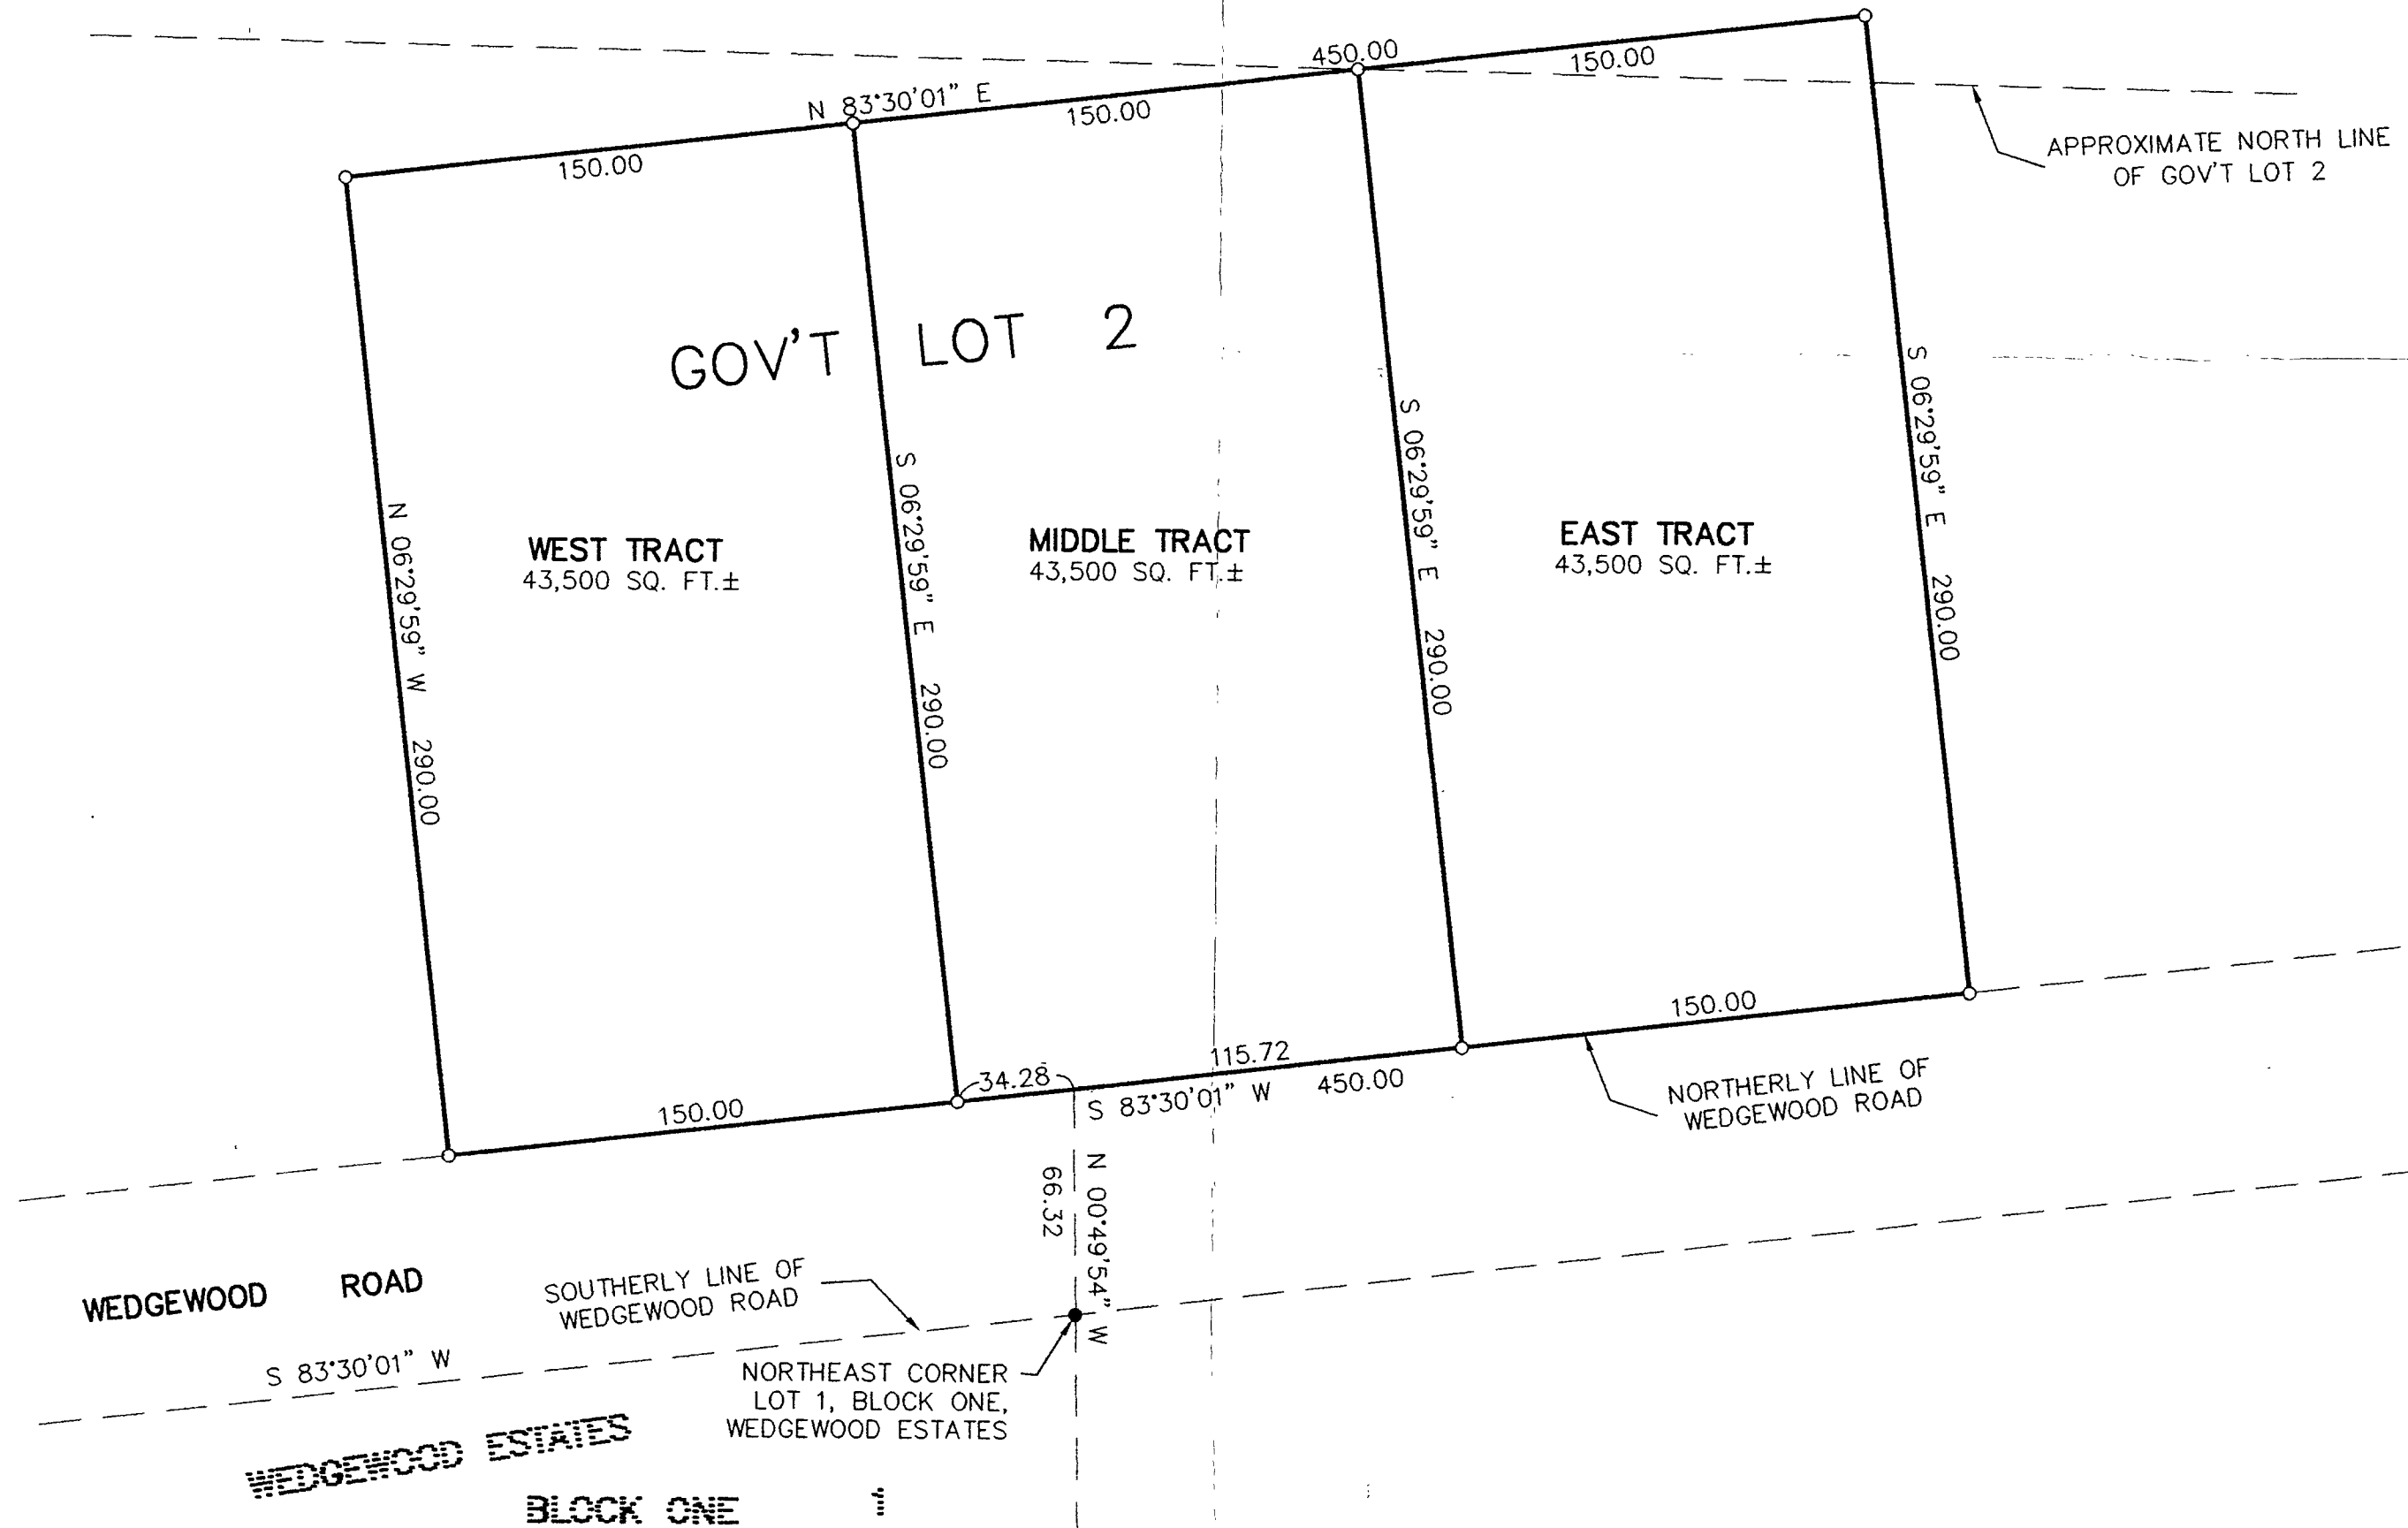 450.00
150.00
N 83°30'01" E
150.00
150.00
APPROXIMATE NORTH LINE
OF GOV'T LOT 2
GOV'T LOT 2
N 06°29'59" W 290.00
S 06°29'59" E 290.00
S 06°29'59" E 290.00
S 06°29'59" E 290.00
WEST TRACT
43,500 SQ. FT.±
MIDDLE TRACT
43,500 SQ. FT.±
EAST TRACT
43,500 SQ. FT.±
150.00
34.28
115.72
150.00
S 83°30'01" W 450.00
NORTHERLY LINE OF
WEDGEWOOD ROAD
66.32
N 00°49'54" W
WEDGEWOOD ROAD
SOUTHERLY LINE OF
WEDGEWOOD ROAD
S 83°30'01" W
NORTHEAST CORNER
LOT 1, BLOCK ONE,
WEDGEWOOD ESTATES
WEDGEWOOD ESTATES
BLOCK ONE 1